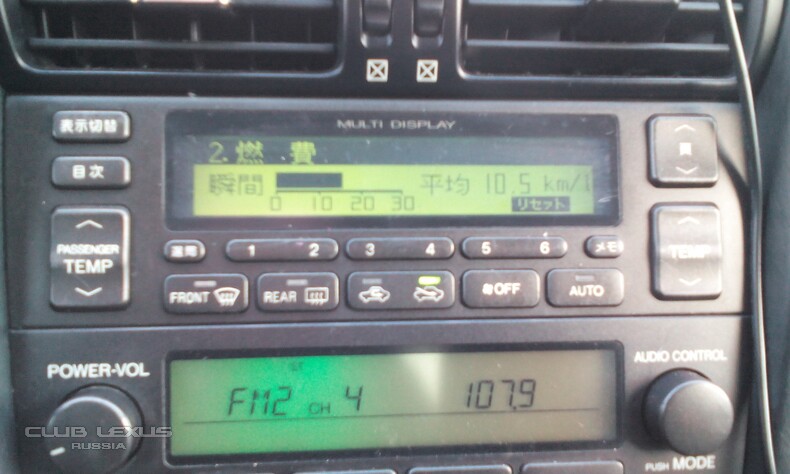 MULTI DISPLAY
表示切替
目次
2.燃 費
瞬間 平均 10.5 km/l
0 10 20 30 リセット
PASSENGER
TEMP
1 2 3 4 5 6 メモ
TEMP
FRONT REAR OFF AUTO
POWER-VOL
AUDIO CONTROL
FM2 CH 4 107.9
PUSH MODE
CLUB LEXUS
RUSSIA